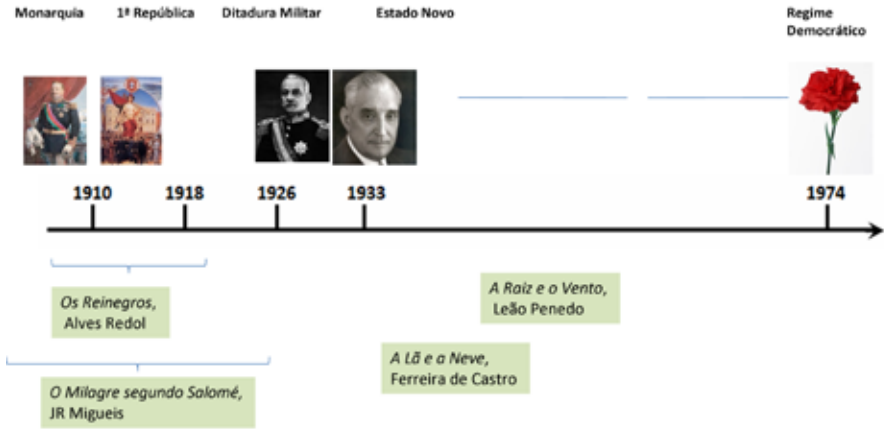 Monarquia 1ª República Ditadura Militar Estado Novo Regime
Democrático
1910 1918 1926 1933 1974
Os Reinegros,
Alves Redol
A Raiz e o Vento,
Leão Penedo
A Lã e a Neve,
Ferreira de Castro
O Milagre segundo Salomé,
JR Migueis